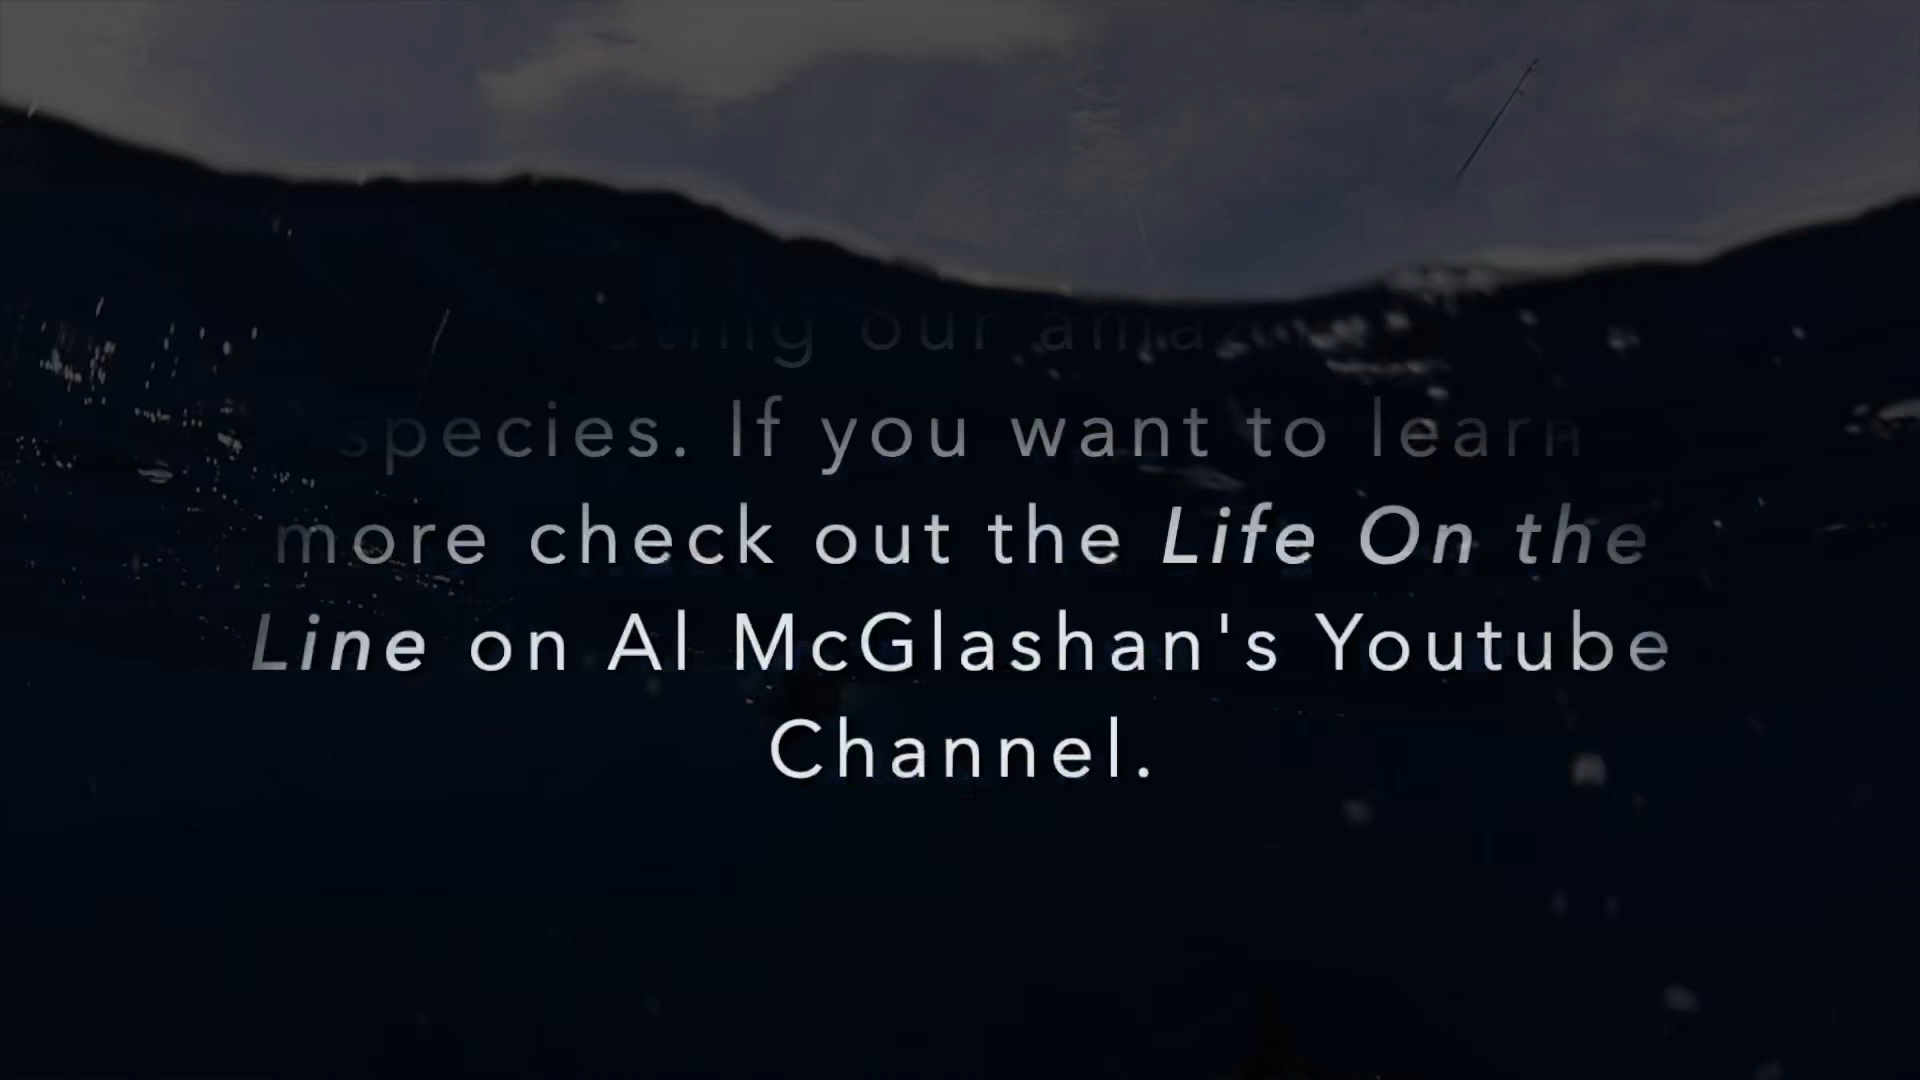 our
species. If you want to learn
more check out the Life On the
Line on Al McGlashan's Youtube
Channel.